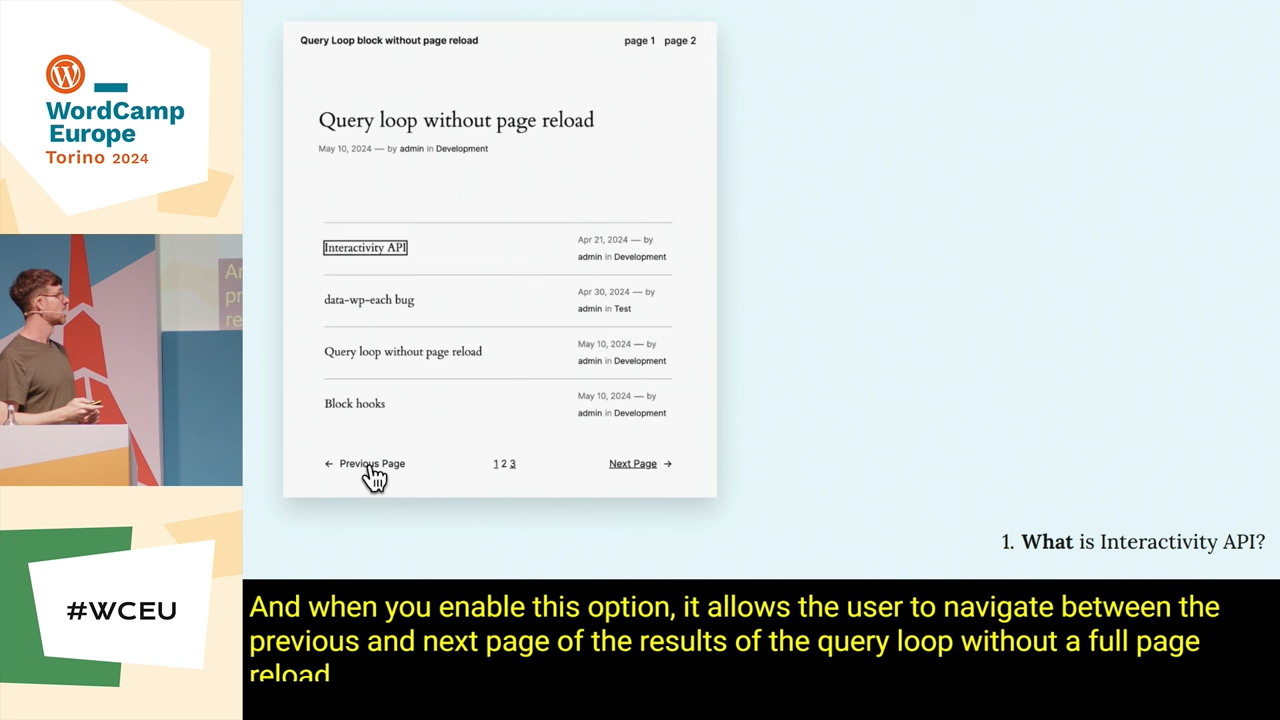 WordCamp
Europe
Torino 2024
#WCEU
Query Loop block without page reload page 1 page 2
Query loop without page reload
May 10, 2024 — by admin in Development
Interactivity API
Apr 21, 2024 — by
admin in Development
data-wp-each bug
Apr 30, 2024 — by
admin in Test
Query loop without page reload
May 10, 2024 — by
admin in Development
Block hooks
May 10, 2024 — by
admin in Development
← Previous Page 1 2 3 Next Page →
1. What is Interactivity API?
And when you enable this option, it allows the user to navigate between the
previous and next page of the results of the query loop without a full page
reload